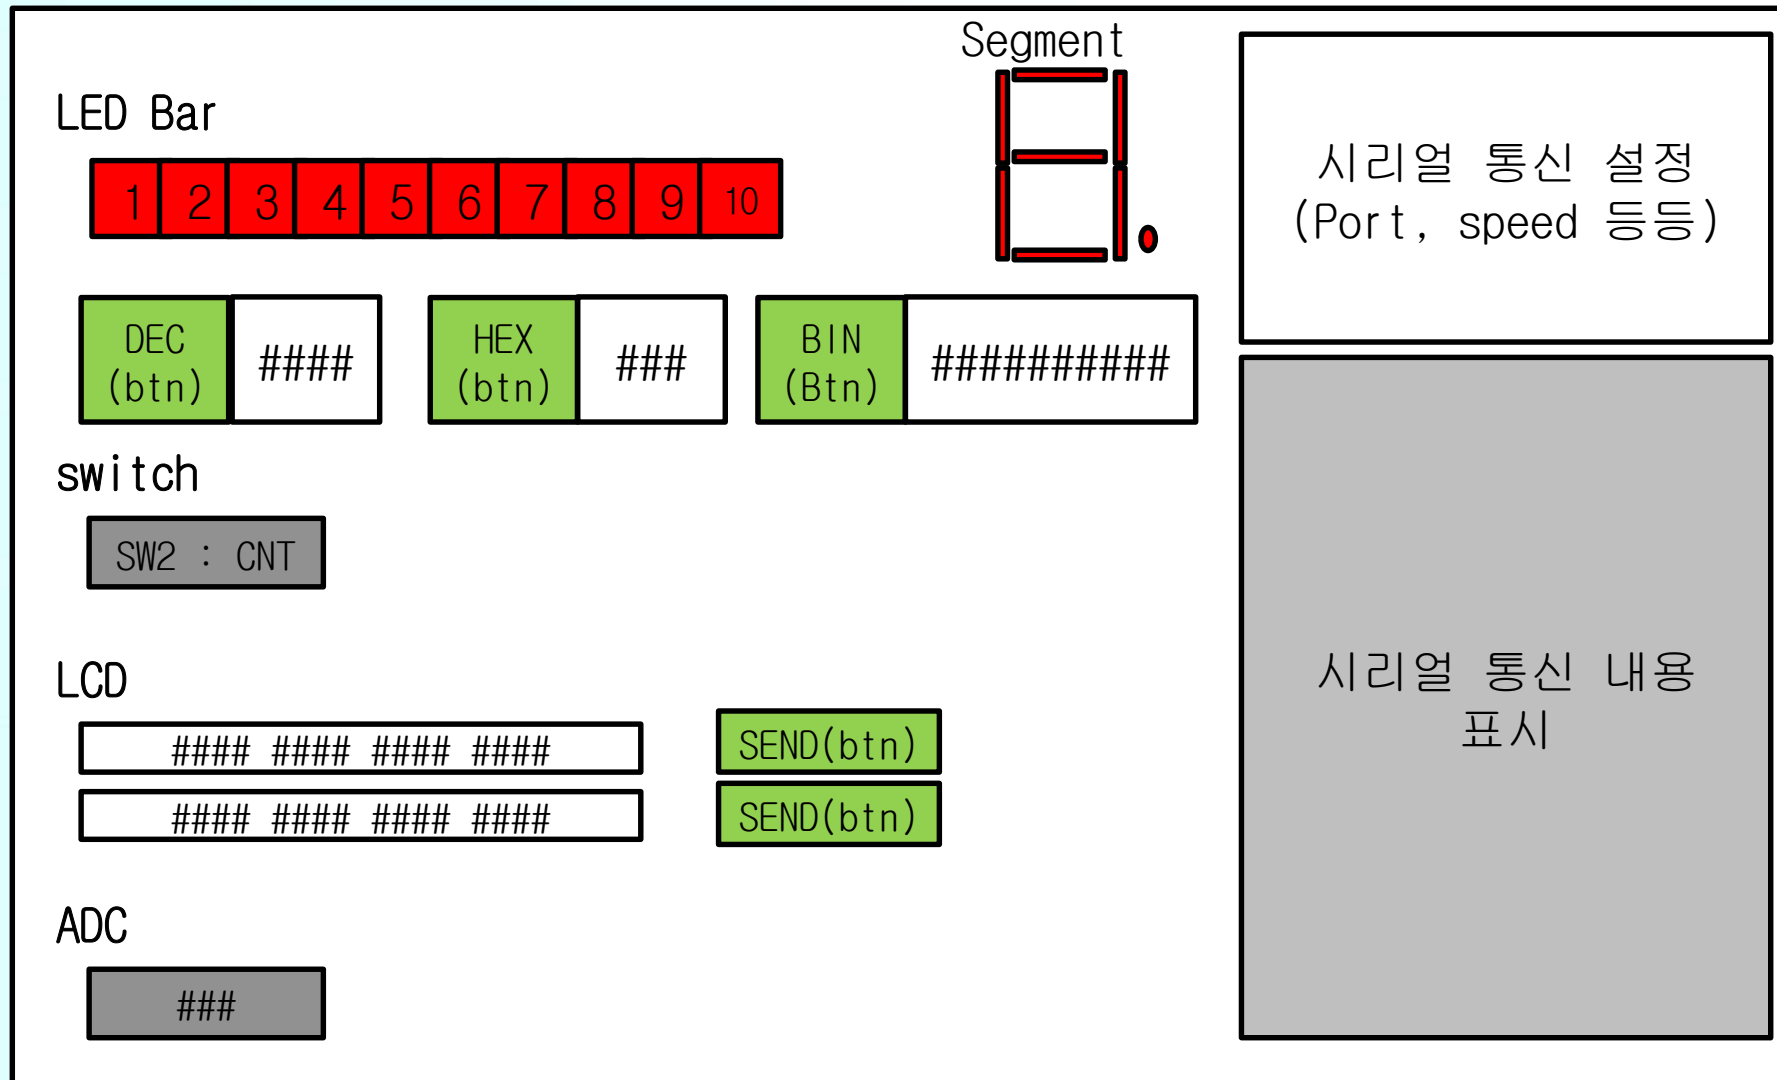 Segment
LED Bar
1 2 3 4 5 6 7 8 9 10
시리얼 통신 설정
(Port, speed 등등)
DEC
(btn)
####
HEX
(btn)
###
BIN
(Btn)
##########
switch
SW2 : CNT
LCD
#### #### #### ####
SEND(btn)
#### #### #### ####
SEND(btn)
시리얼 통신 내용
표시
ADC
###